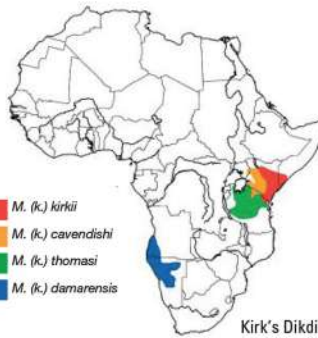 M. (k.) kirkii
M. (k.) cavendishi
M. (k.) thomasi
M. (k.) damarensis
Kirk's Dikdi